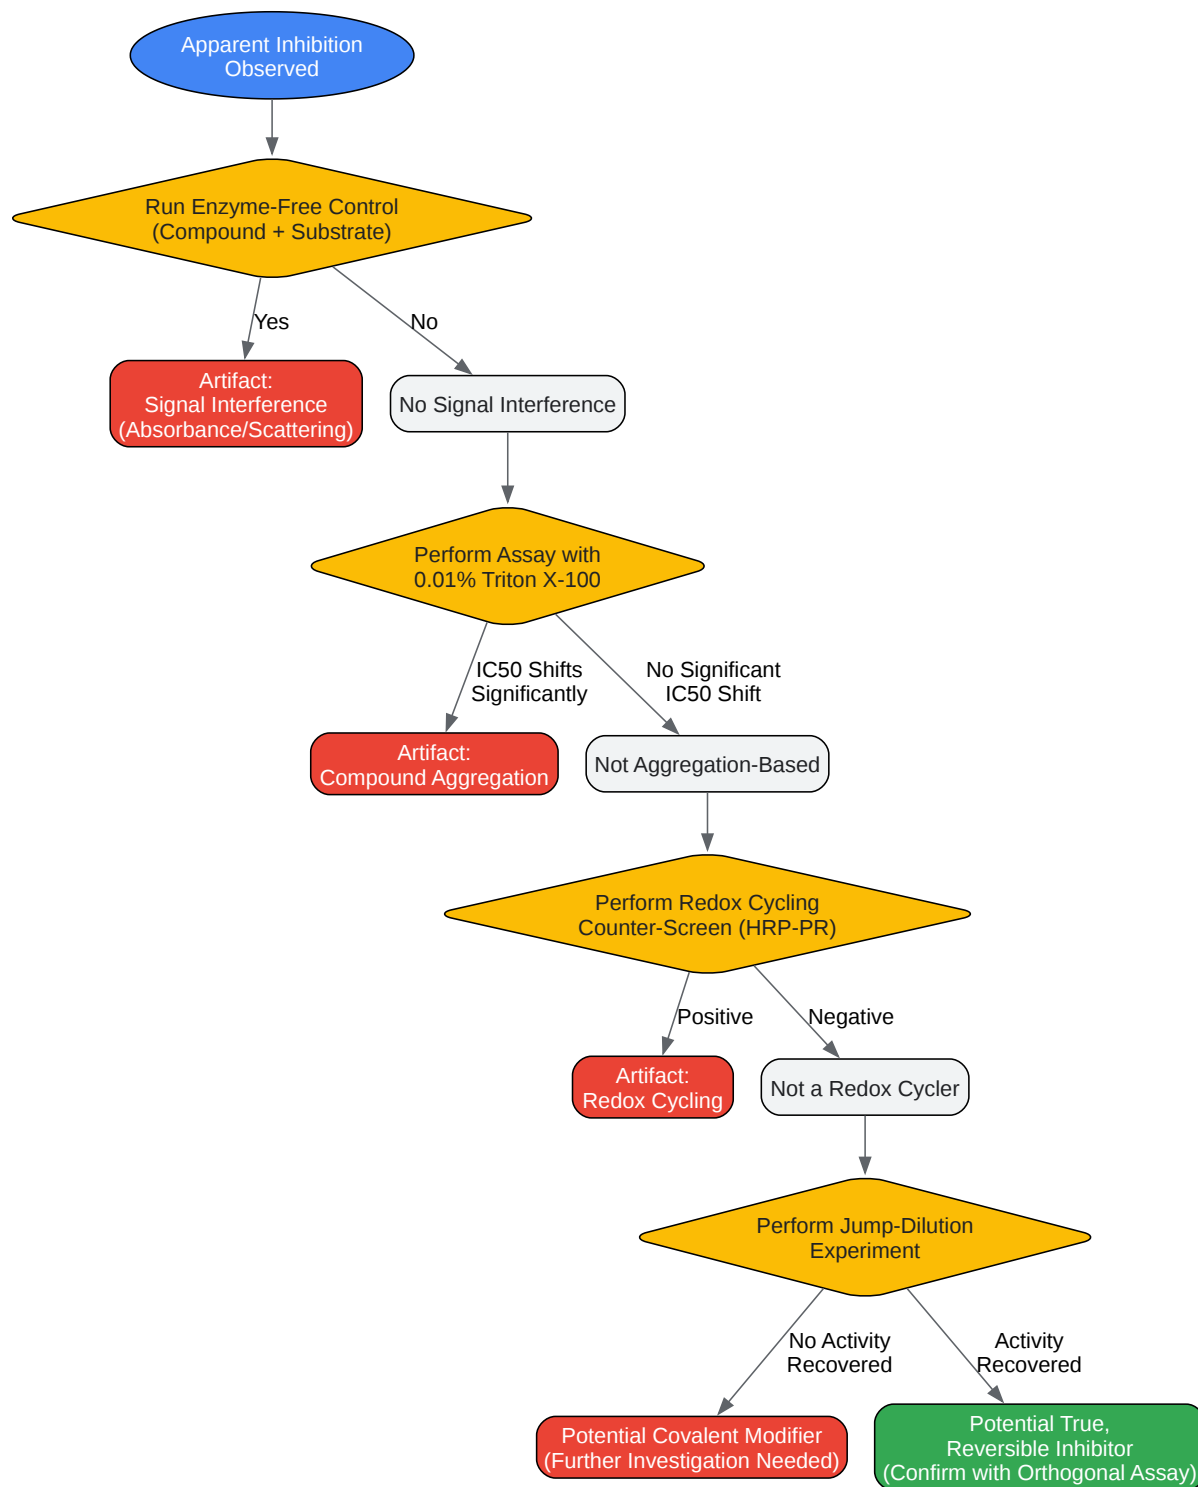 Apparent Inhibition
Observed
Run Enzyme-Free Control
(Compound + Substrate)
Yes
No
Artifact:
Signal Interference
(Absorbance/Scattering)
No Signal Interference
Perform Assay with
0.01% Triton X-100
IC50 Shifts
Significantly
No Significant
IC50 Shift
Artifact:
Compound Aggregation
Not Aggregation-Based
Perform Redox Cycling
Counter-Screen (HRP-PR)
Positive
Negative
Artifact:
Redox Cycling
Not a Redox Cycler
Perform Jump-Dilution
Experiment
No Activity
Recovered
Activity
Recovered
Potential Covalent Modifier
(Further Investigation Needed)
Potential True,
Reversible Inhibitor
(Confirm with Orthogonal Assay)